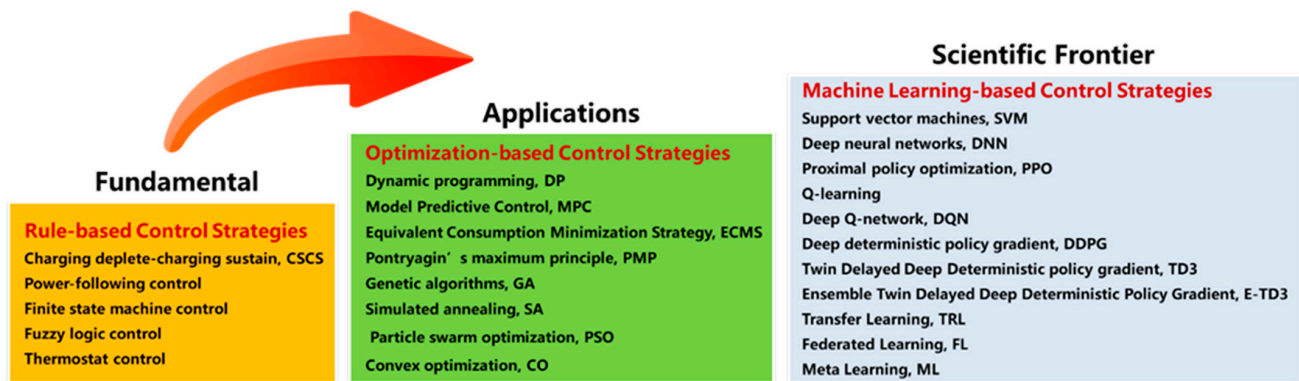 Fundamental
Rule-based Control Strategies
Charging deplete-charging sustain, CSCS
Power-following control
Finite state machine control
Fuzzy logic control
Thermostat control
Applications
Optimization-based Control Strategies
Dynamic programming, DP
Model Predictive Control, MPC
Equivalent Consumption Minimization Strategy, ECMS
Pontryagin’s maximum principle, PMP
Genetic algorithms, GA
Simulated annealing, SA
Particle swarm optimization, PSO
Convex optimization, CO
Scientific Frontier
Machine Learning-based Control Strategies
Support vector machines, SVM
Deep neural networks, DNN
Proximal policy optimization, PPO
Q-learning
Deep Q-network, DQN
Deep deterministic policy gradient, DDPG
Twin Delayed Deep Deterministic policy gradient, TD3
Ensemble Twin Delayed Deep Deterministic Policy Gradient, E-TD3
Transfer Learning, TRL
Federated Learning, FL
Meta Learning, ML